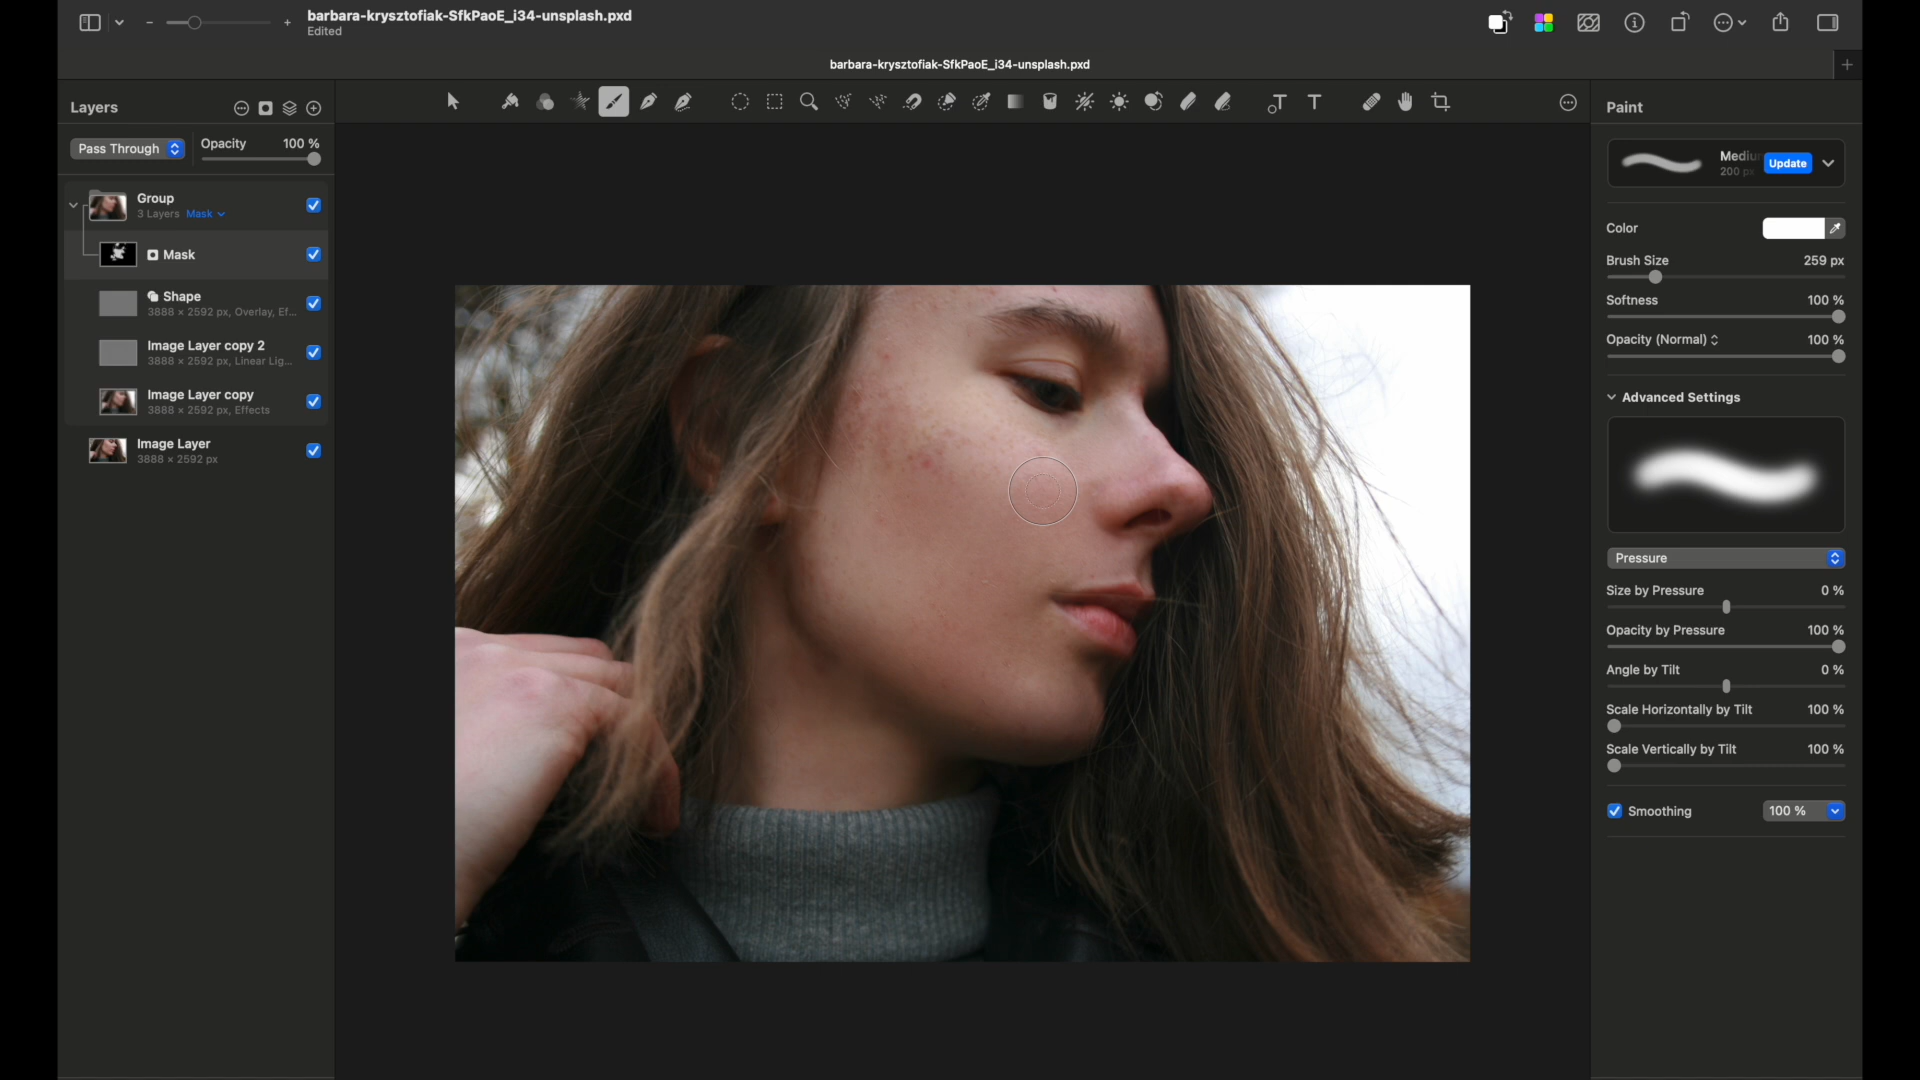 barbara-krysztofiak-SfkPaoE_i34-unsplash.pxd
Edited
barbara-krysztofiak-SfkPaoE_i34-unsplash.pxd
Layers
Pass Through
Opacity 100 %
Group
3 Layers Mask
Mask
Shape
3888 × 2592 px, Overlay, Ef...
Image Layer copy 2
3888 × 2592 px, Linear Lig...
Image Layer copy
3888 × 2592 px, Effects
Image Layer
3888 × 2592 px
Paint
Mediu
Update
200 px
Color
Brush Size 259 px
Softness 100 %
Opacity (Normal) 100 %
Advanced Settings
Pressure
Size by Pressure 0 %
Opacity by Pressure 100 %
Angle by Tilt 0 %
Scale Horizontally by Tilt 100 %
Scale Vertically by Tilt 100 %
Smoothing 100 %